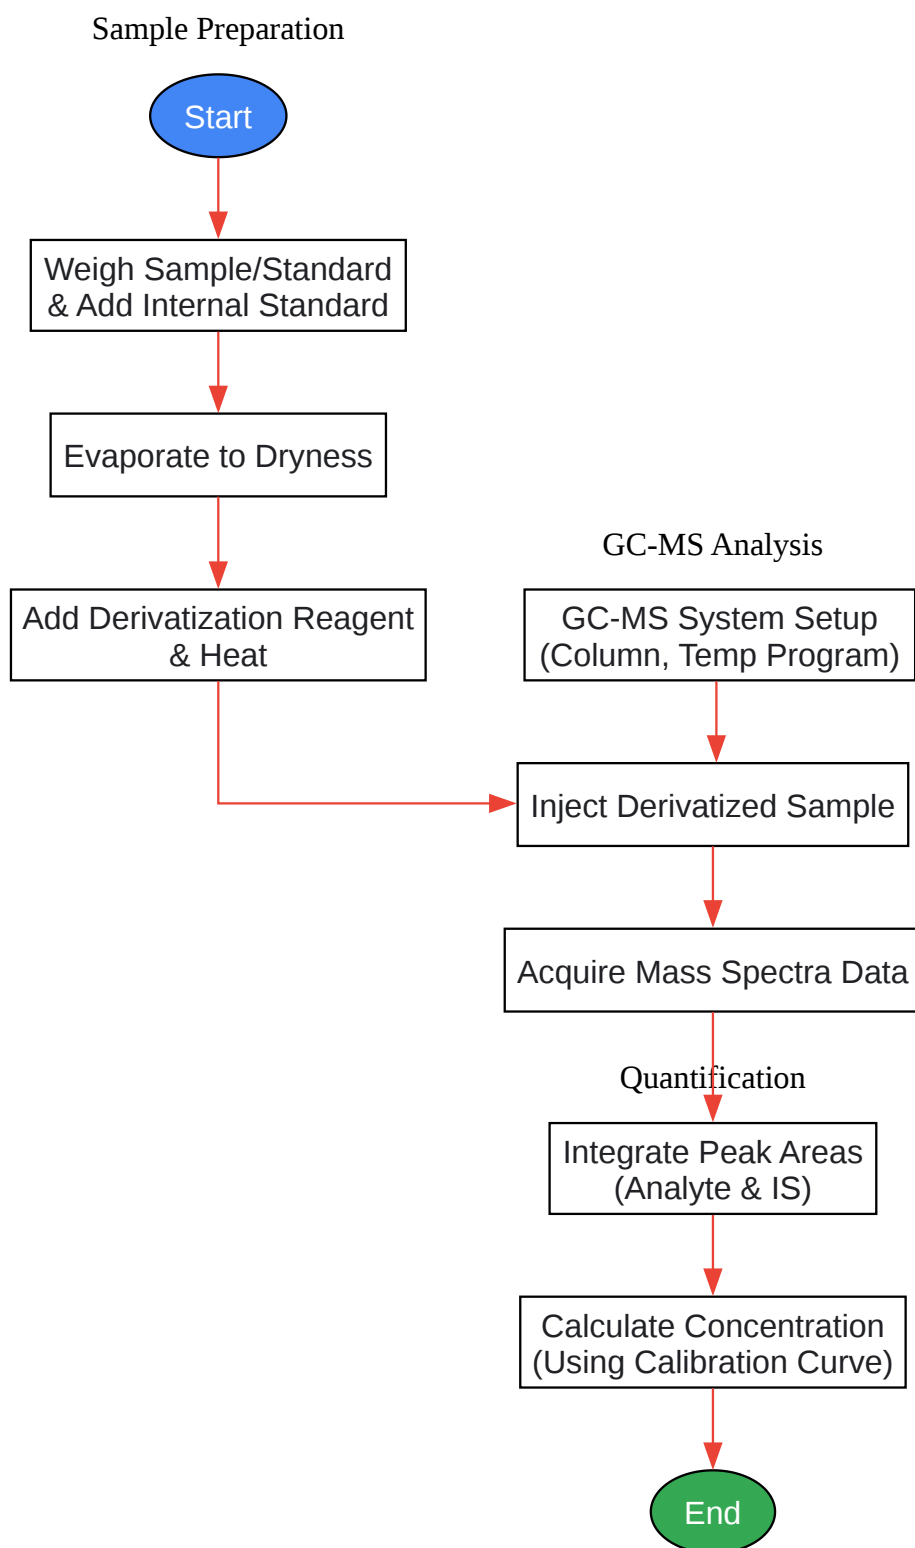 Sample Preparation
Start
Weigh Sample/Standard
& Add Internal Standard
Evaporate to Dryness
Add Derivatization Reagent
& Heat
GC-MS Analysis
GC-MS System Setup
(Column, Temp Program)
Inject Derivatized Sample
Acquire Mass Spectra Data
Quantification
Integrate Peak Areas
(Analyte & IS)
Calculate Concentration
(Using Calibration Curve)
End